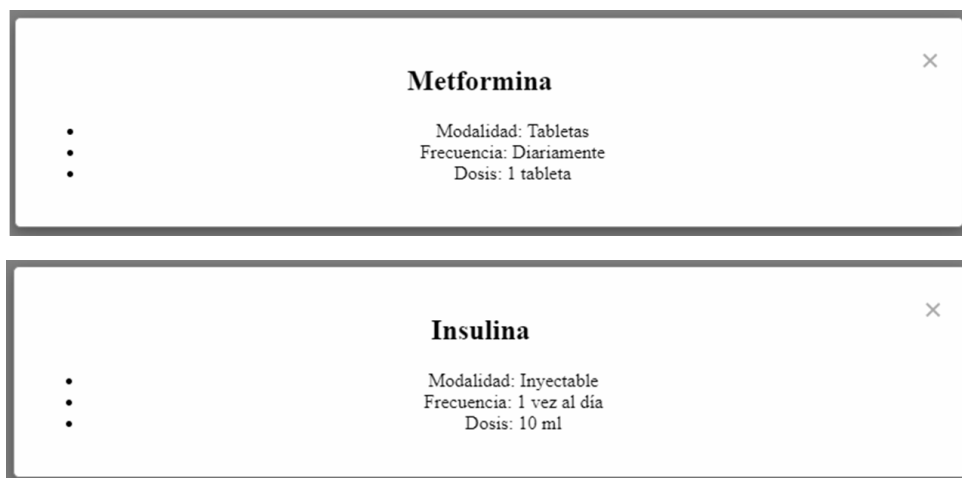 Metformina
Modalidad: Tabletas
Frecuencia: Diariamente
Dosis: 1 tableta
Insulina
Modalidad: Inyectable
Frecuencia: 1 vez al día
Dosis: 10 ml